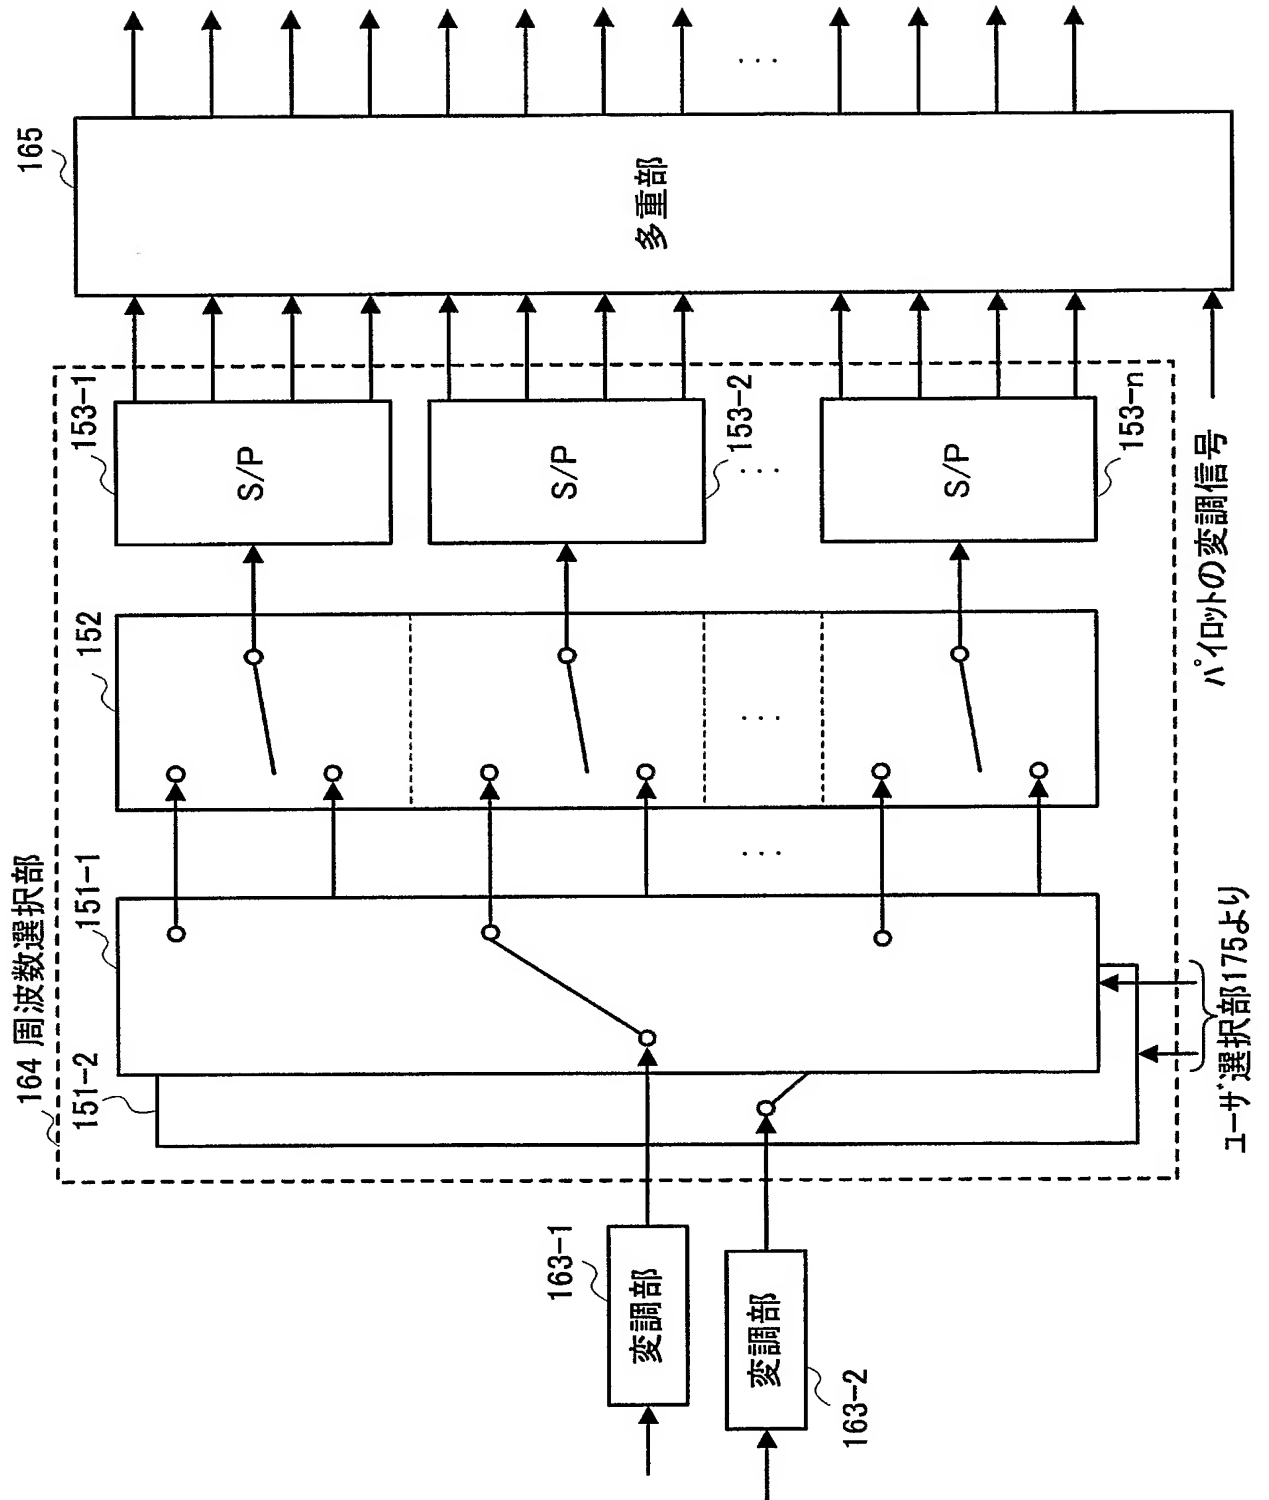 164 周波数選択部
151-2
151-1
152
153-1
165
163-1
変調部
変調部
163-2
S/P
S/P
153-2
S/P
153-n
多重部
...
...
...
...
ユーザ選択部175より
パイロットの変調信号